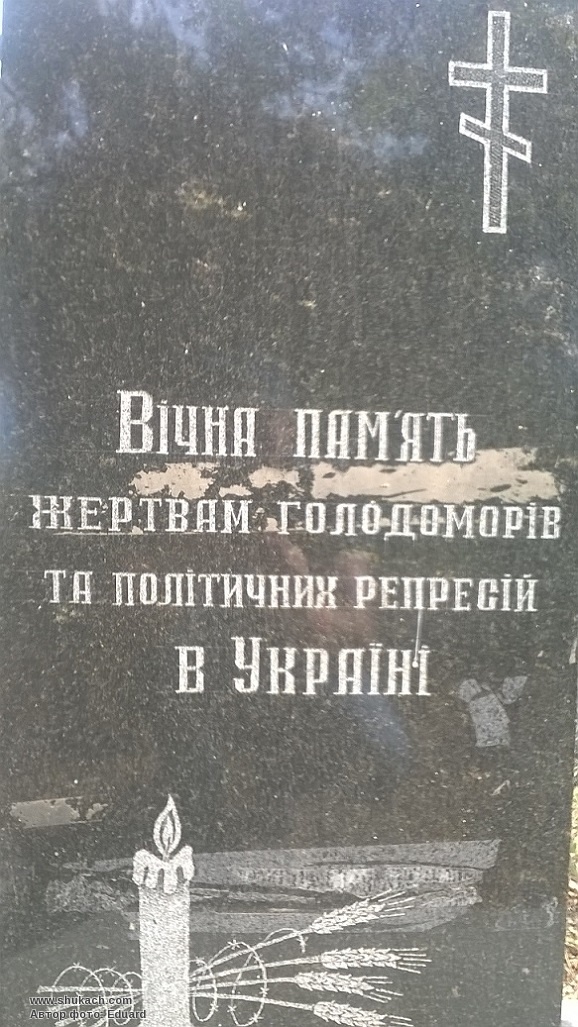 Вічна пам'ять
жертвам голодоморів
та політичних репресій
в Україні
www.shukach.com
Автор фото: Eduard